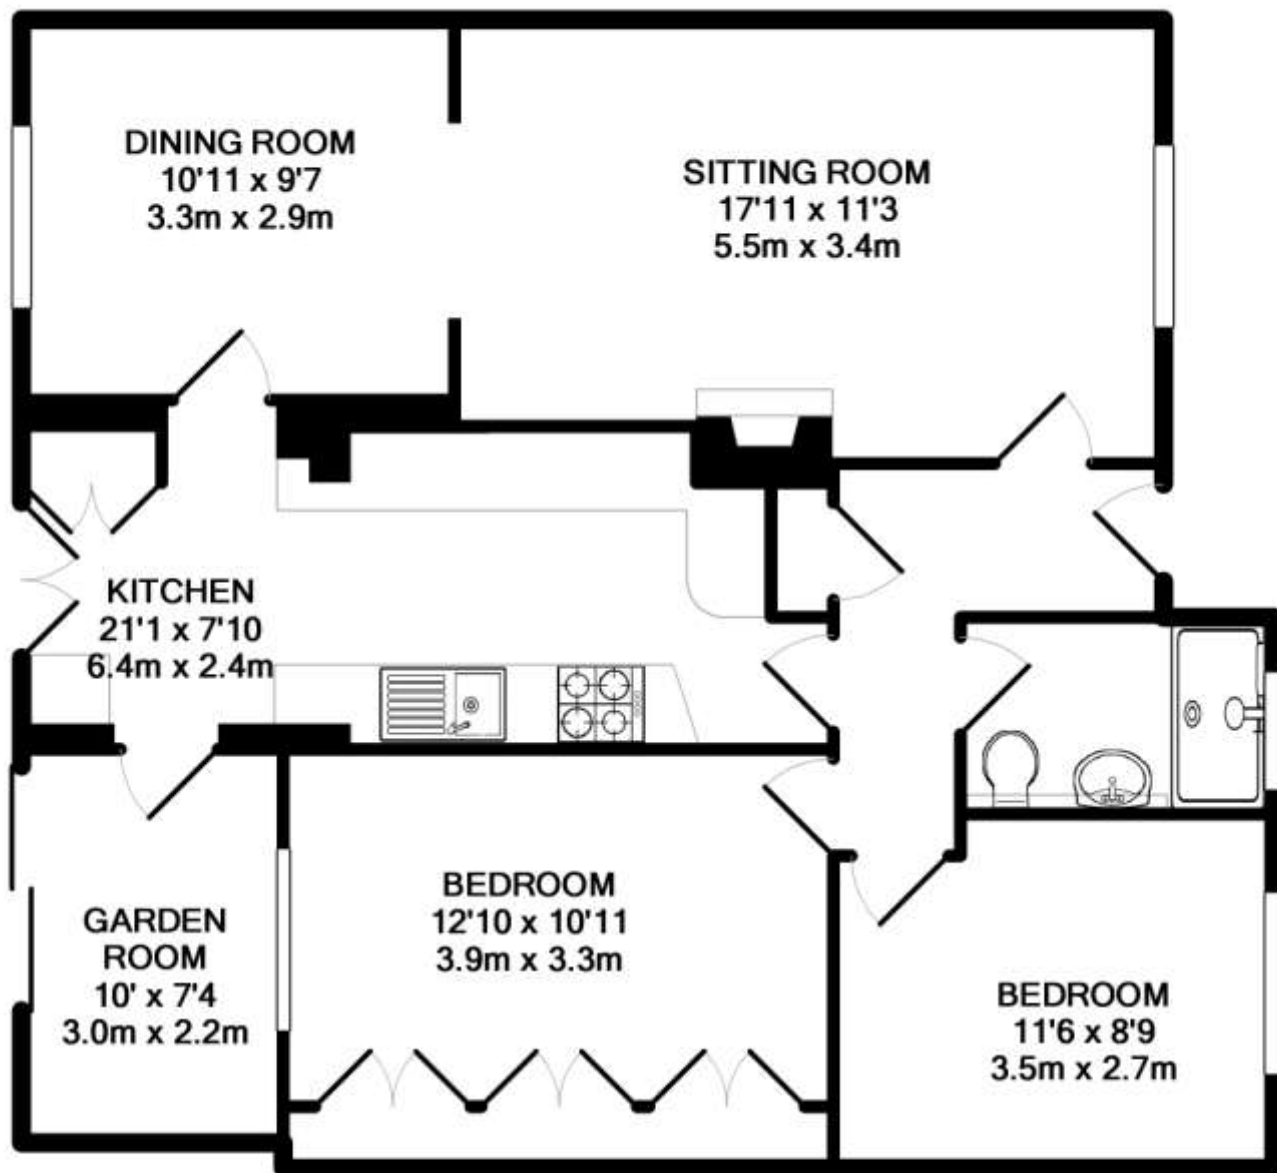 DINING ROOM
10'11 x 9'7
3.3m x 2.9m
SITTING ROOM
17'11 x 11'3
5.5m x 3.4m
KITCHEN
21'1 x 7'10
6.4m x 2.4m
GARDEN
ROOM
10' x 7'4
3.0m x 2.2m
BEDROOM
12'10 x 10'11
3.9m x 3.3m
BEDROOM
11'6 x 8'9
3.5m x 2.7m